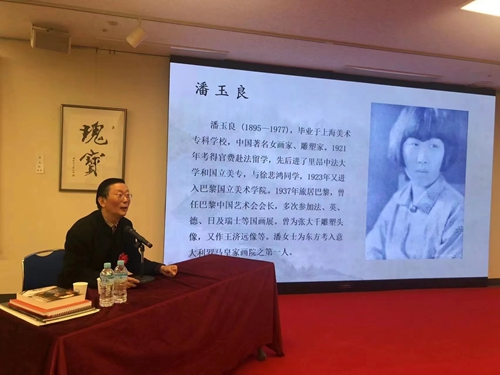 潘玉良
潘玉良（1895—1977)，毕业于上海美术
专科学校，中国著名女画家、雕塑家，1921
年考得官费赴法留学，先后进了里昂中法大
学和国立美专，与徐悲鸿同学，1923年又进
入巴黎国立美术学院。1937年旅居巴黎，曾
任巴黎中国艺术会会长，多次参加法、英、
德、日及瑞士等国画展。曾为张大千雕塑头
像，又作王济远像等。潘女士为东方考入意
大利罗马皇家画院之第一人。
瑰寶